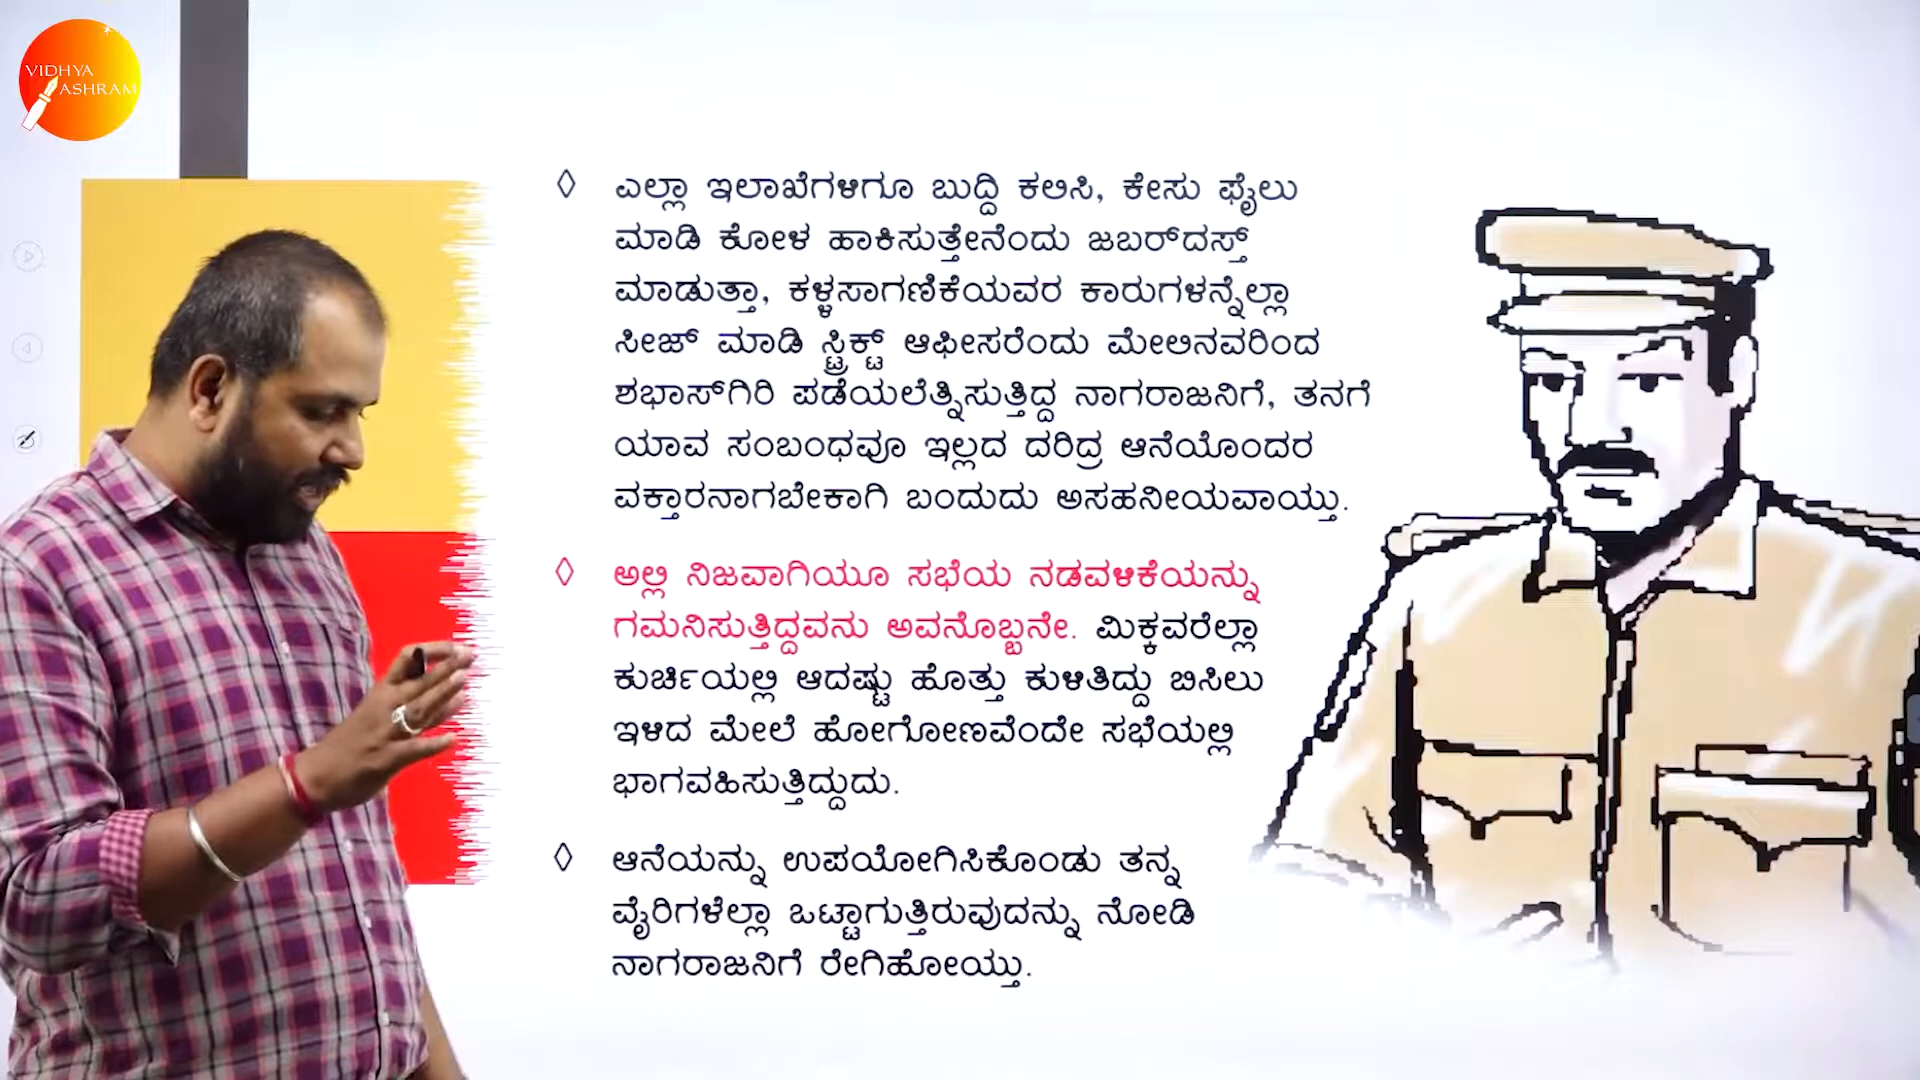 VIDHYA
ASHRAM
ಎಲ್ಲಾ ಇಲಾಖೆಗಳಿಗೂ ಬುದ್ದಿ ಕಲಿಸಿ, ಕೇಸು ಫೈಲು
ಮಾಡಿ ಕೋಳ ಹಾಕಿಸುತ್ತೇನೆಂದು ಜಬರ್‌ದಸ್ತ್
ಮಾಡುತ್ತಾ, ಕಳ್ಳಸಾಗಣಿಕೆಯವರ ಕಾರುಗಳನ್ನೆಲ್ಲಾ
ಸೀಜ್ ಮಾಡಿ ಸ್ಟ್ರಿಕ್ಟ್ ಆಫೀಸರೆಂದು ಮೇಲಿನವರಿಂದ
ಶಭಾಸ್‌ಗಿರಿ ಪಡೆಯಲೆತ್ನಿಸುತ್ತಿದ್ದ ನಾಗರಾಜನಿಗೆ, ತನಗೆ
ಯಾವ ಸಂಬಂಧವೂ ಇಲ್ಲದ ದರಿದ್ರ ಆನೆಯೊಂದರ
ವಕ್ತಾರನಾಗಬೇಕಾಗಿ ಬಂದುದು ಅಸಹನೀಯವಾಯ್ತು.
ಅಲ್ಲಿ ನಿಜವಾಗಿಯೂ ಸಭೆಯ ನಡವಳಿಕೆಯನ್ನು
ಗಮನಿಸುತ್ತಿದ್ದವನು ಅವನೊಬ್ಬನೇ. ಮಿಕ್ಕವರೆಲ್ಲಾ
ಕುರ್ಚಿಯಲ್ಲಿ ಆದಷ್ಟು ಹೊತ್ತು ಕುಳಿತಿದ್ದು ಬಿಸಿಲು
ಇಳಿದ ಮೇಲೆ ಹೋಗೋಣವೆಂದೇ ಸಭೆಯಲ್ಲಿ
ಭಾಗವಹಿಸುತ್ತಿದ್ದುದು.
ಆನೆಯನ್ನು ಉಪಯೋಗಿಸಿಕೊಂಡು ತನ್ನ
ವೈರಿಗಳೆಲ್ಲಾ ಒಟ್ಟಾಗುತ್ತಿರುವುದನ್ನು ನೋಡಿ
ನಾಗರಾಜನಿಗೆ ರೇಗಿಹೋಯ್ತು.